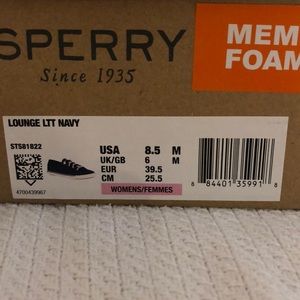 SPERRY
Since 1935
MEM
FOAM
LOUNGE LTT NAVY
STS81822
USA 8.5 M
UK/GB 6 M
EUR 39.5
CM 25.5
4700439967
WOMENS/FEMMES
8 84401 35991 8